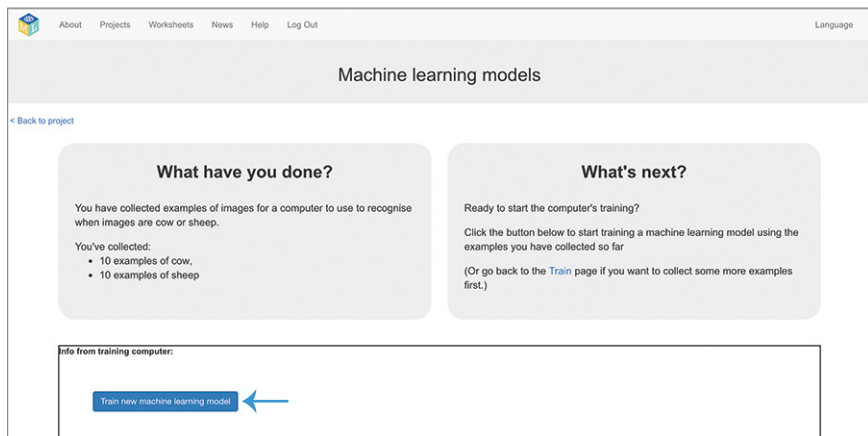 About Projects Worksheets News Help Log Out Language
Machine learning models
< Back to project
What have you done?
You have collected examples of images for a computer to use to recognise
when images are cow or sheep.
You've collected:
• 10 examples of cow,
• 10 examples of sheep
What's next?
Ready to start the computer's training?
Click the button below to start training a machine learning model using the
examples you have collected so far
(Or go back to the Train page if you want to collect some more examples
first.)
Info from training computer:
Train new machine learning model